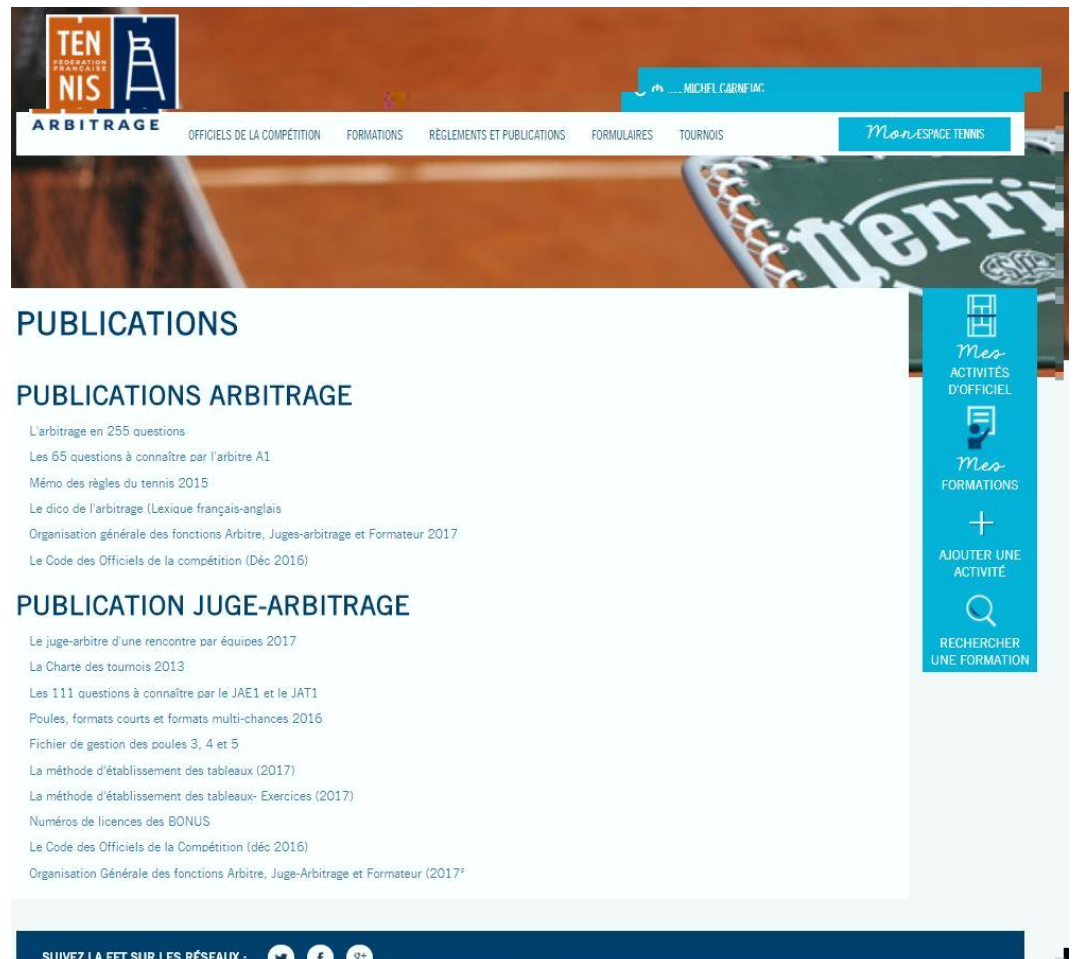 TEN
FÉDÉRATION
FRANÇAISE
NIS
ARBITRAGE
MICHEL CARNEJAC
OFFICIELS DE LA COMPÉTITION FORMATIONS RÈGLEMENTS ET PUBLICATIONS FORMULAIRES TOURNOIS Mon ESPACE TENNIS
Perri
PUBLICATIONS
PUBLICATIONS ARBITRAGE
L'arbitrage en 255 questions
Les 65 questions à connaître par l'arbitre A1
Mémo des règles du tennis 2015
Le dico de l'arbitrage (Lexique français-anglais
Organisation générale des fonctions Arbitre, Juges-arbitrage et Formateur 2017
Le Code des Officiels de la compétition (Déc 2016)
PUBLICATION JUGE-ARBITRAGE
Le juge-arbitre d'une rencontre par équipes 2017
La Charte des tournois 2013
Les 111 questions à connaître par le JAE1 et le JAT1
Poules, formats courts et formats multi-chances 2016
Fichier de gestion des poules 3, 4 et 5
La méthode d'établissement des tableaux (2017)
La méthode d'établissement des tableaux- Exercices (2017)
Numéros de licences des BONUS
Le Code des Officiels de la Compétition (déc 2016)
Organisation Générale des fonctions Arbitre, Juge-Arbitrage et Formateur (2017°
Mes
ACTIVITÉS
D'OFFICIEL
Mes
FORMATIONS
AJOUTER UNE
ACTIVITÉ
RECHERCHER
UNE FORMATION
SUIVEZ LA FFT SUR LES RÉSEAUX :